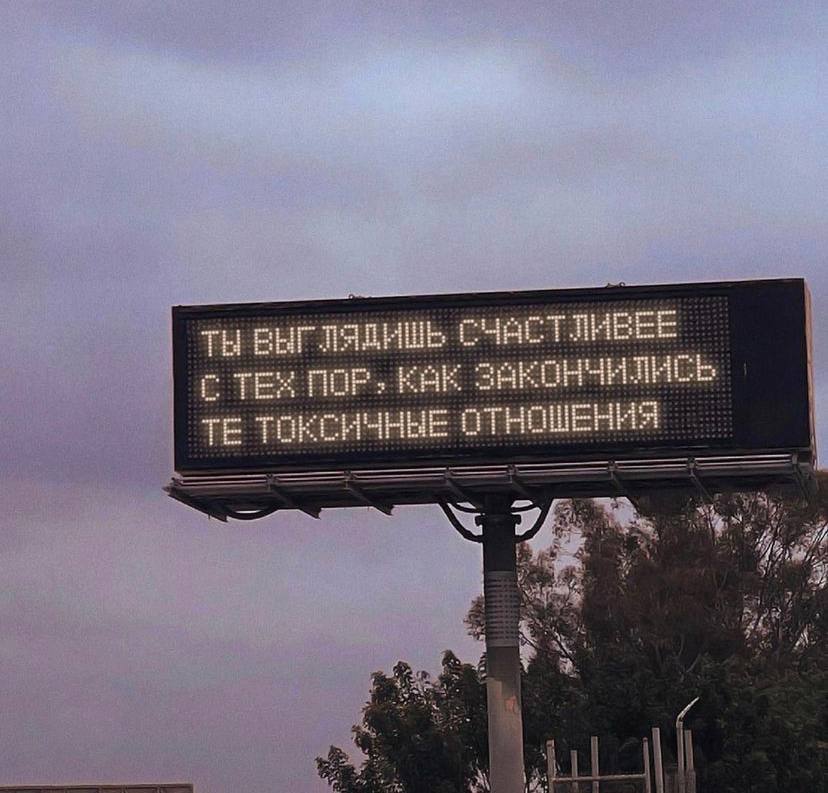 ТЫ ВЫГЛЯДИШЬ СЧАСТЛИВЕЕ
С ТЕХ ПОР, КАК ЗАКОНЧИЛИСЬ
ТЕ ТОКСИЧНЫЕ ОТНОШЕНИЯ